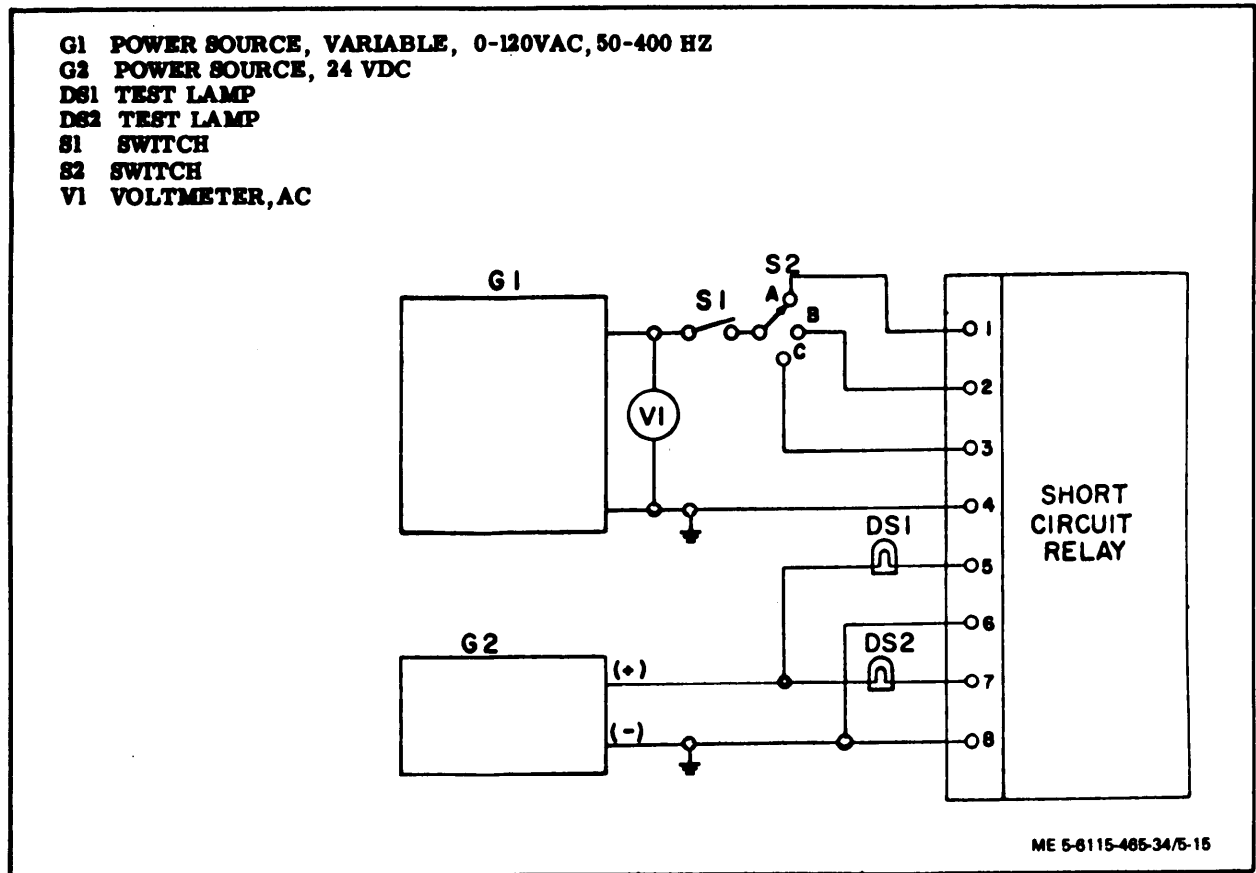 G1 POWER SOURCE, VARIABLE, 0-120VAC, 50-400 HZ
G2 POWER SOURCE, 24 VDC
DS1 TEST LAMP
DS2 TEST LAMP
S1 SWITCH
S2 SWITCH
V1 VOLTMETER, AC
S2
G1
S1
A
B
C
1
2
V1
3
4
SHORT
CIRCUIT
RELAY
DS1
5
6
G2
DS2
(+)
7
(-)
8
ME 5-6115-465-34/5-15